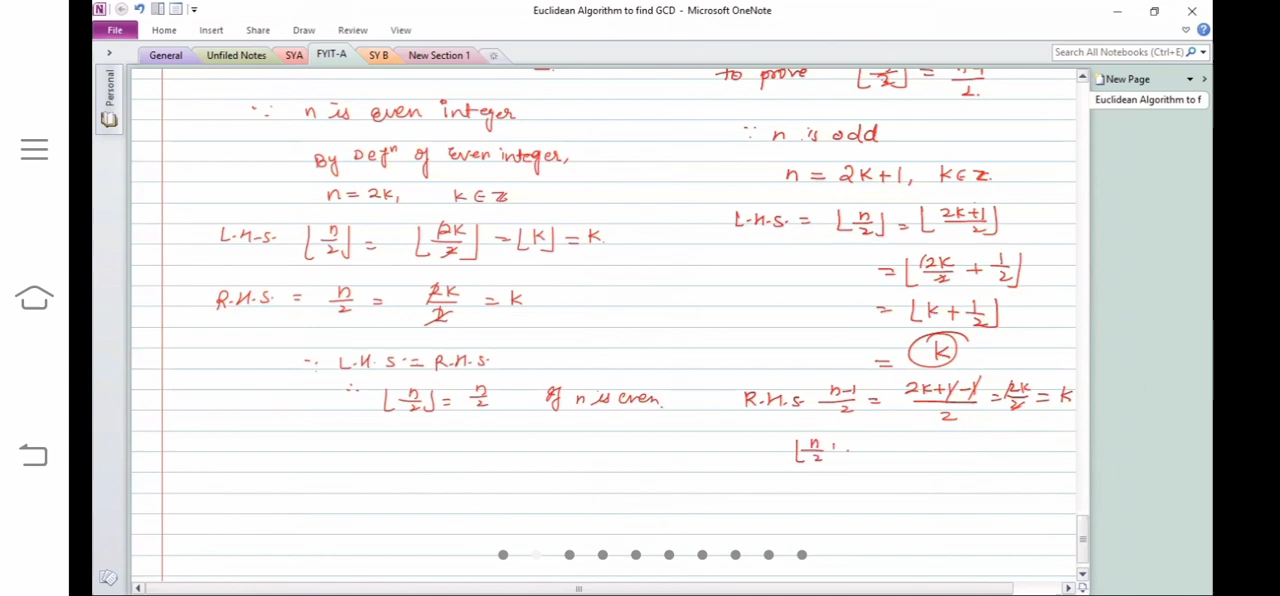 Euclidean Algorithm to find GCD - Microsoft OneNote
File Home Insert Share Draw Review View
General Unfiled Notes SYA FYIT-A SY B New Section 1
Search All Notebooks (Ctrl+E)
Personal
New Page
Euclidean Algorithm to f
∵ n is even integer
By Defⁿ of even integer,
n = 2k, k ∈ ℤ
L.H.S. ⌊n/2⌋ = ⌊2k/2⌋ = ⌊k⌋ = k.
R.H.S. = n/2 = 2k/2 = k
∵ L.H.S = R.H.S.
∴ ⌊n/2⌋ = n/2 if n is even.
to prove ⌊n/2⌋ = n-1/2.
∵ n is odd
n = 2k+1, k ∈ Z.
L.H.S. = ⌊n/2⌋ = ⌊2k+1/2⌋
= ⌊2k/2 + 1/2⌋
= ⌊k + 1/2⌋
= k
R.H.S n-1/2 = 2k+1-1/2 = 2k/2 = k
⌊n/2